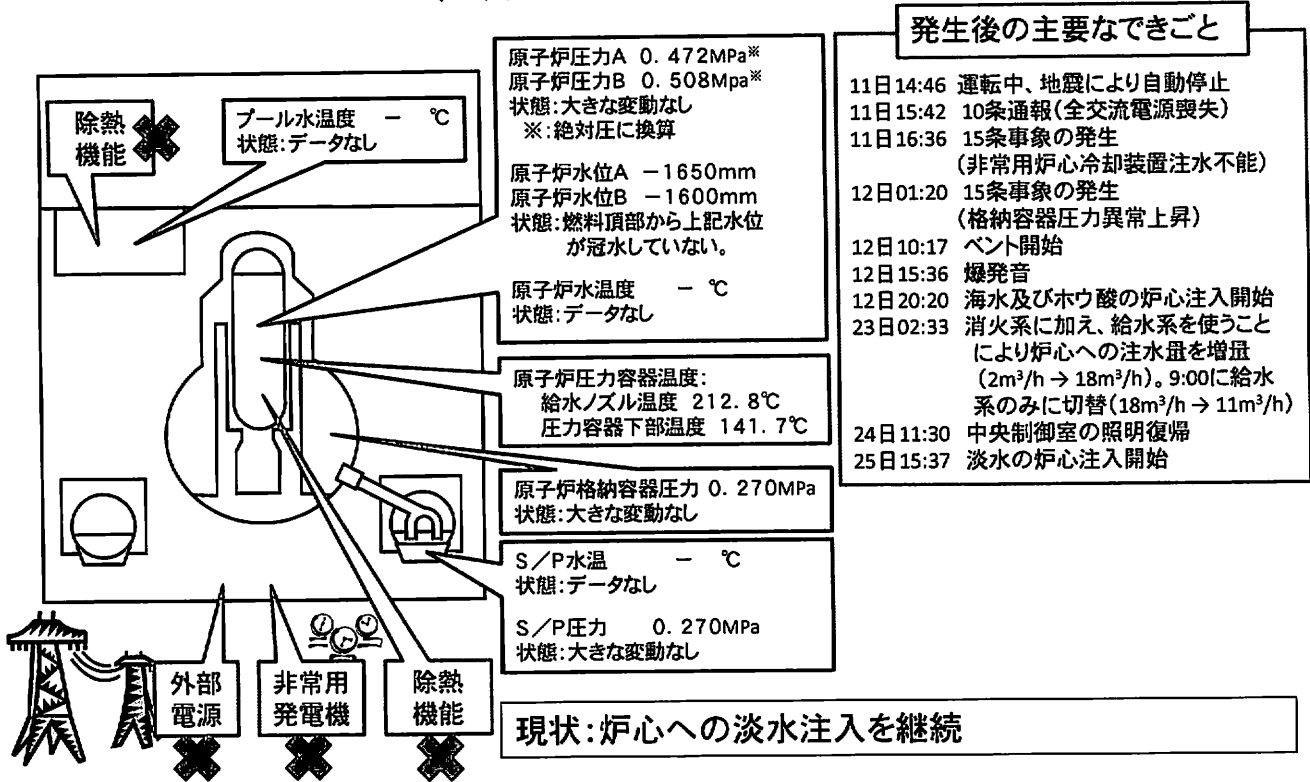 除熱
機能
プール水温度 － ℃
状態:データなし
原子炉圧力A 0.472MPa※
原子炉圧力B 0.508Mpa※
状態:大きな変動なし
※:絶対圧に換算
原子炉水位A －1650mm
原子炉水位B －1600mm
状態:燃料頂部から上記水位
が冠水していない。
原子炉水温度 － ℃
状態:データなし
原子炉圧力容器温度:
給水ノズル温度 212.8℃
圧力容器下部温度 141.7℃
原子炉格納容器圧力 0.270MPa
状態:大きな変動なし
S／P水温 － ℃
状態:データなし
S／P圧力 0.270MPa
状態:大きな変動なし
外部
電源
非常用
発電機
除熱
機能
現状:炉心への淡水注入を継続
発生後の主要なできごと
11日14:46 運転中、地震により自動停止
11日15:42 10条通報(全交流電源喪失)
11日16:36 15条事象の発生
(非常用炉心冷却装置注水不能)
12日01:20 15条事象の発生
(格納容器圧力異常上昇)
12日10:17 ベント開始
12日15:36 爆発音
12日20:20 海水及びホウ酸の炉心注入開始
23日02:33 消火系に加え、給水系を使うこと
により炉心への注水量を増量
(2m³/h → 18m³/h)。9:00に給水
系のみに切替(18m³/h → 11m³/h)
24日11:30 中央制御室の照明復帰
25日15:37 淡水の炉心注入開始